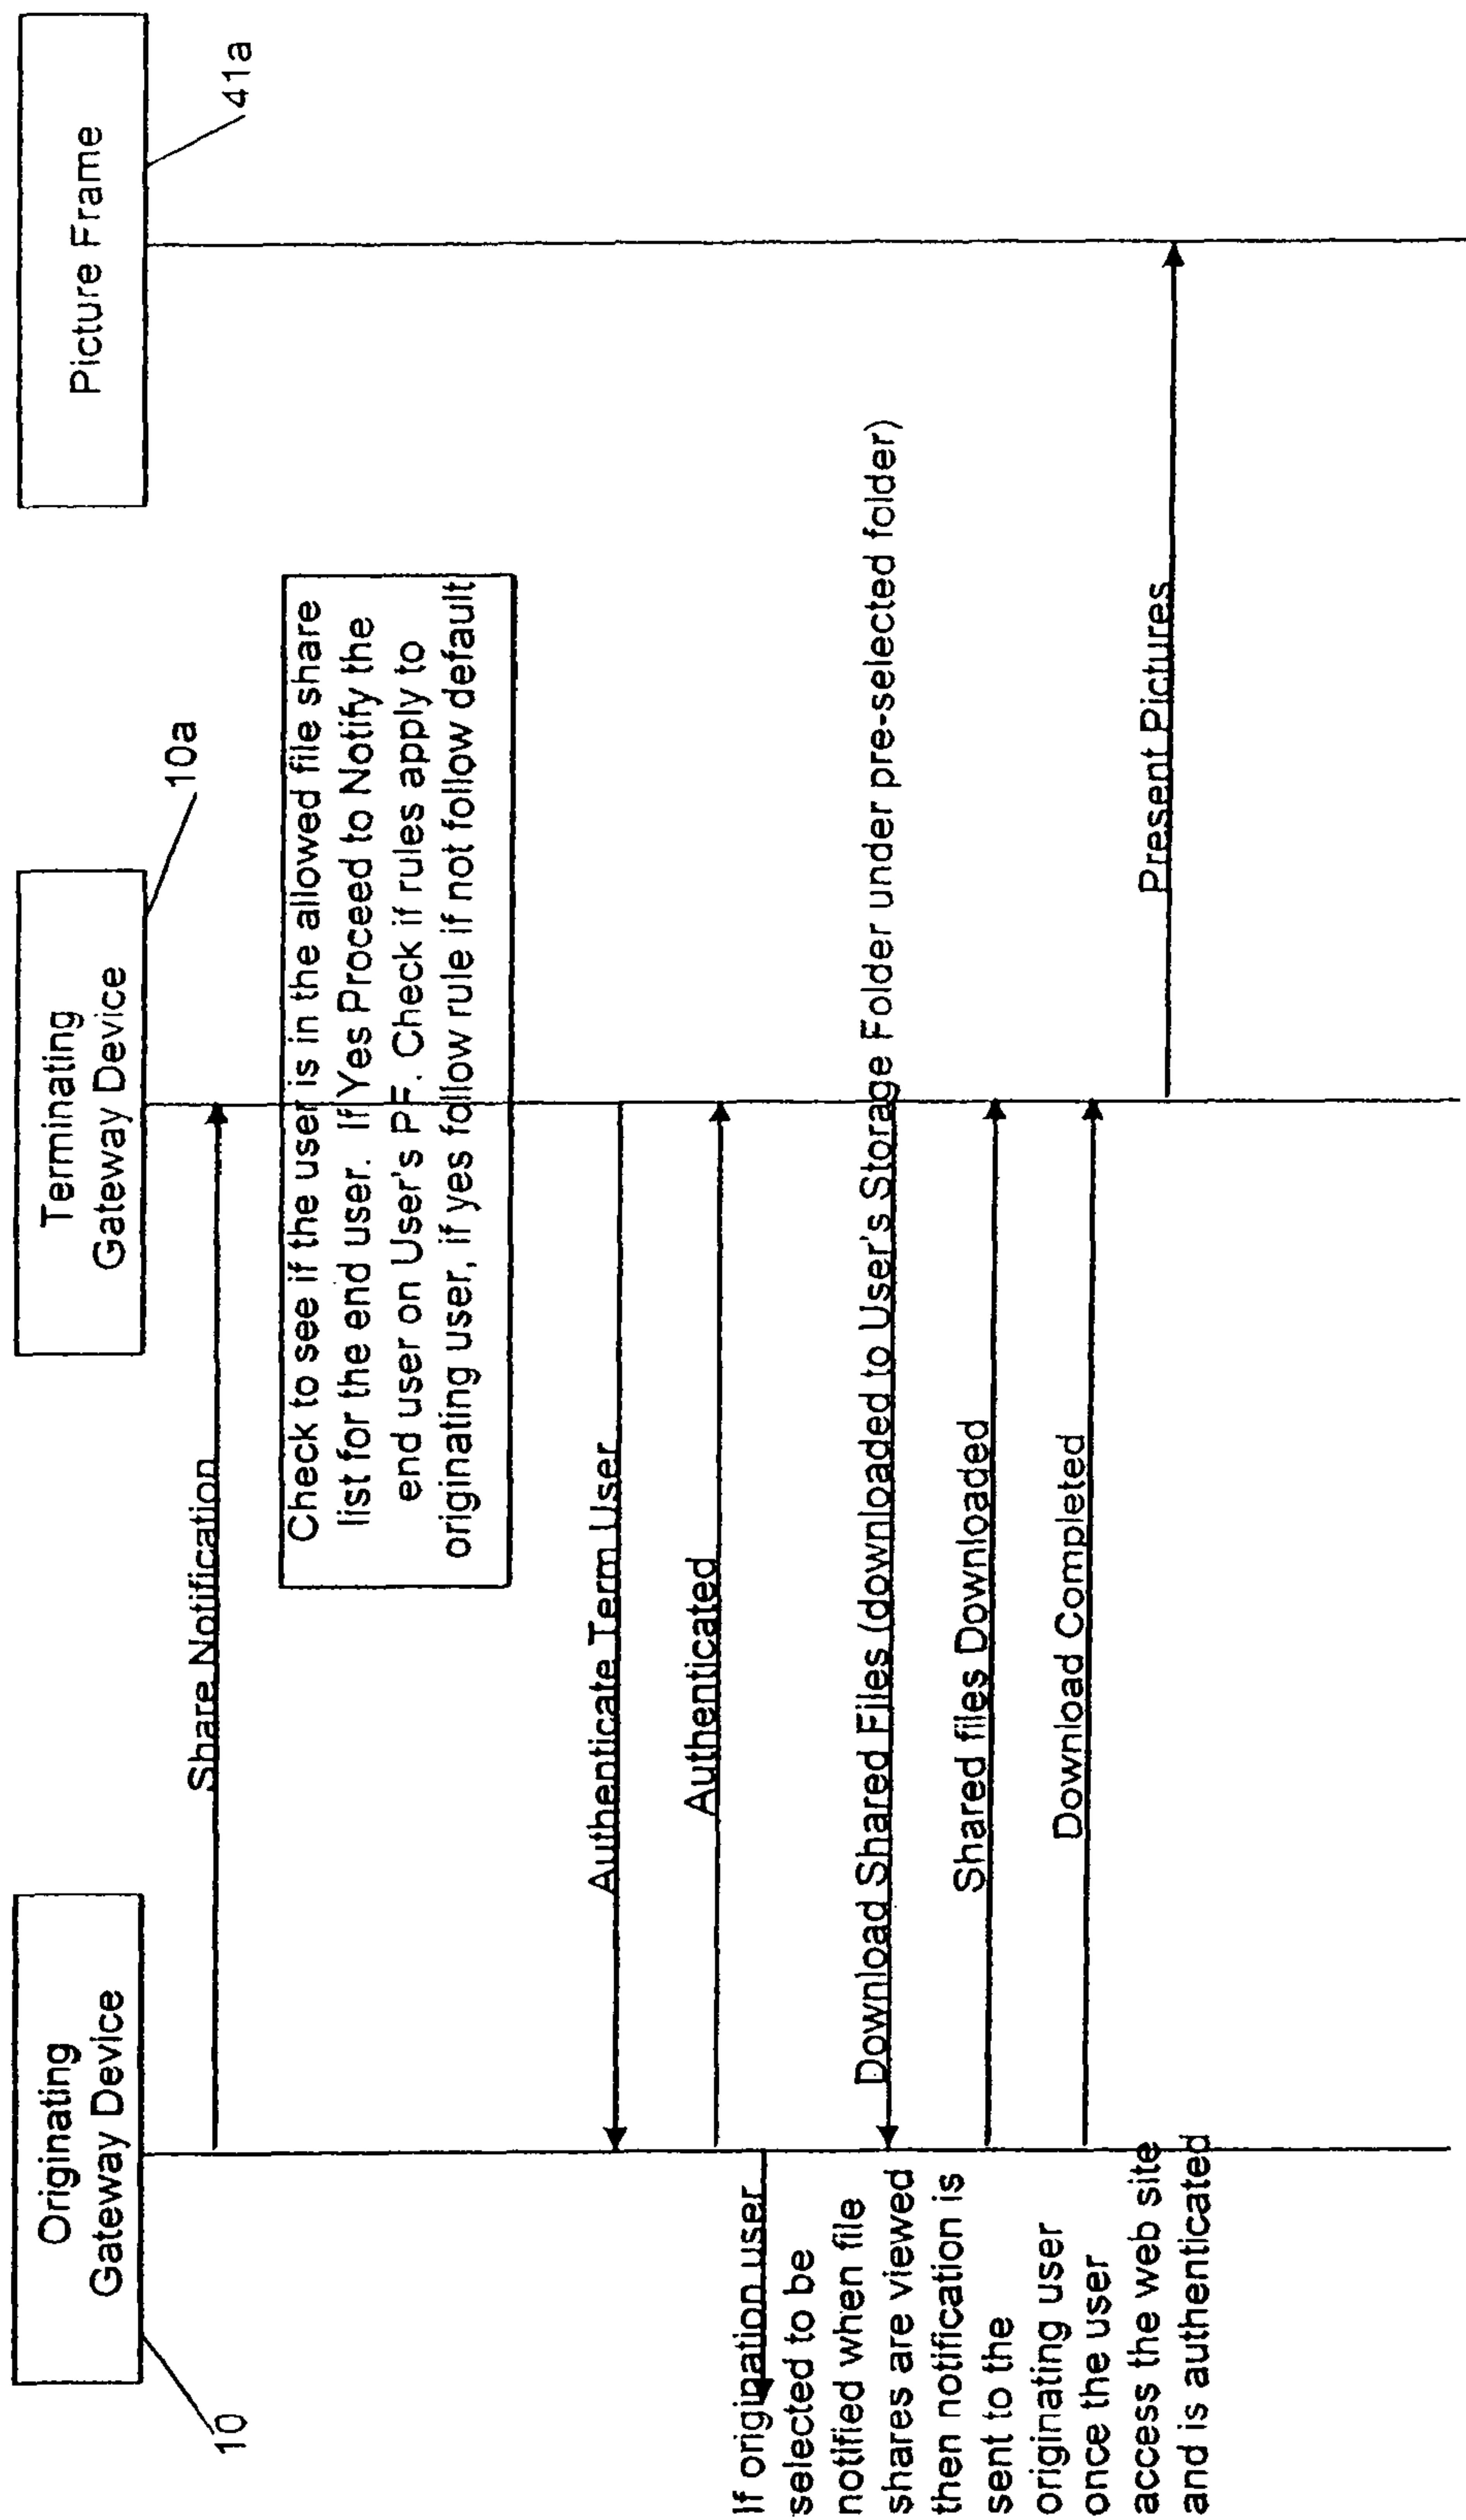 Originating
Gateway Device
10
Terminating
Gateway Device
10a
Picture Frame
41a
Share Notification
Check to see if the user is in the allowed file share
list for the end user. If Yes Proceed to Notify the
end user on User's PF. Check if rules apply to
originating user, if yes follow rule if not follow default
Authenticate Term User
Authenticated
If origination user
selected to be
notified when file
shares are viewed
then notification is
sent to the
originating user
once the user
access the web site
and is authenticated
Download Shared Files (downloaded to User's Storage Folder under pre-selected folder)
Shared files Downloaded
Download Completed
Present Pictures